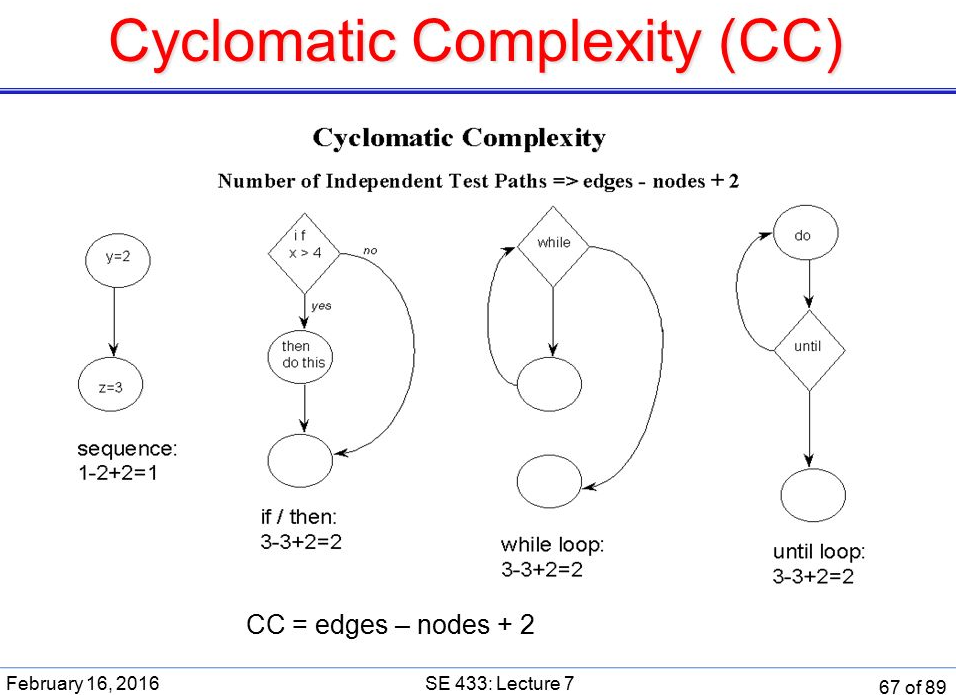 Cyclomatic Complexity (CC)
Cyclomatic Complexity
Number of Independent Test Paths => edges - nodes + 2
y=2
z=3
sequence:
1-2+2=1
if
x > 4
no
yes
then
do this
if / then:
3-3+2=2
while
while loop:
3-3+2=2
do
until
until loop:
3-3+2=2
CC = edges – nodes + 2
February 16, 2016
SE 433: Lecture 7
67 of 89